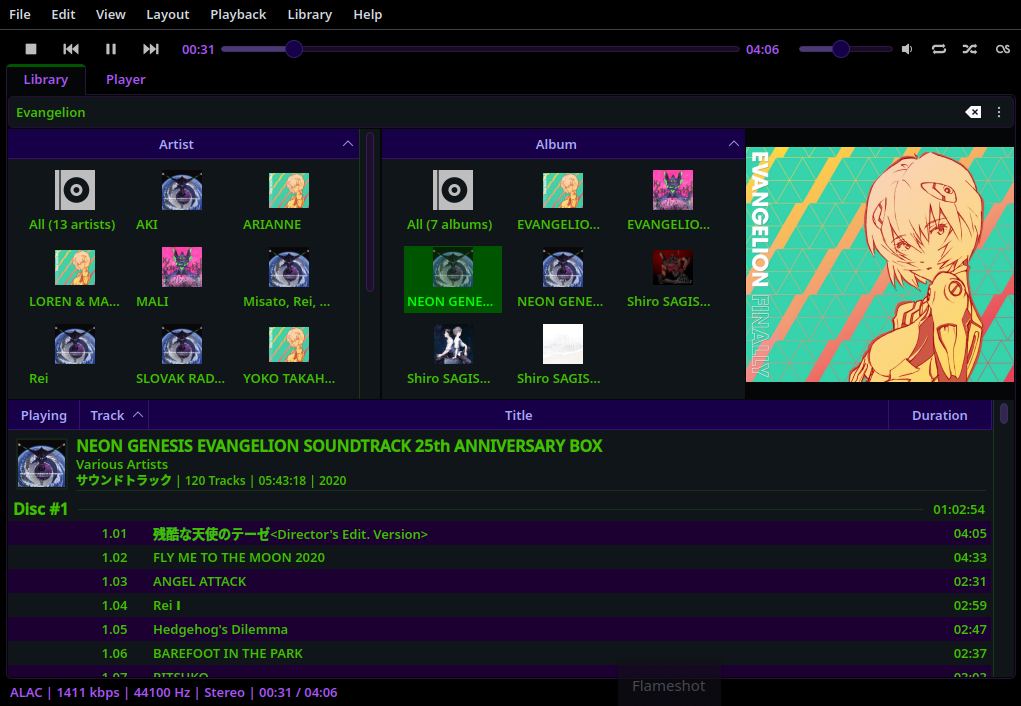 File Edit View Layout Playback Library Help
00:31 04:06
Library Player
Evangelion
Artist
All (13 artists) AKI ARIANNE
LOREN & MA... MALI Misato, Rei, ...
Rei SLOVAK RAD... YOKO TAKAH...
Album
All (7 albums) EVANGELIO... EVANGELIO...
NEON GENE... NEON GENE... Shiro SAGIS...
Shiro SAGIS... Shiro SAGIS...
EVANGELION FINALLY
Playing Track Title Duration
NEON GENESIS EVANGELION SOUNDTRACK 25th ANNIVERSARY BOX
Various Artists
サウンドトラック | 120 Tracks | 05:43:18 | 2020
Disc #1 01:02:54
1.01 残酷な天使のテーゼ<Director's Edit. Version> 04:05
1.02 FLY ME TO THE MOON 2020 04:33
1.03 ANGEL ATTACK 02:31
1.04 Rei Ⅰ 02:59
1.05 Hedgehog's Dilemma 02:47
1.06 BAREFOOT IN THE PARK 02:37
ALAC | 1411 kbps | 44100 Hz | Stereo | 00:31 / 04:06
Flameshot